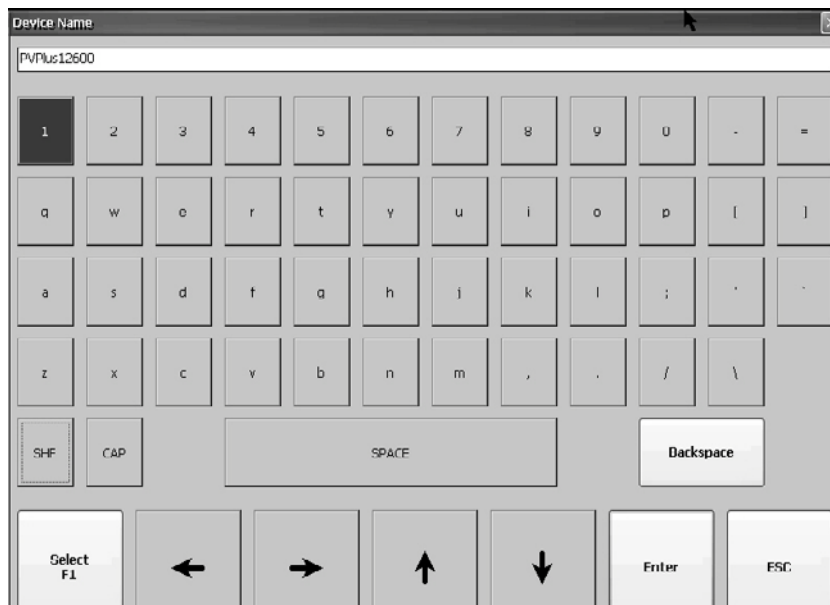 Device Name
PVPlus12600
1 2 3 4 5 6 7 8 9 0 - =
q w e r t y u i o p [ ]
a s d f g h j k l ; ' `
z x c v b n m , . / \
SHF CAP SPACE Backspace
Select
F1
Enter ESC